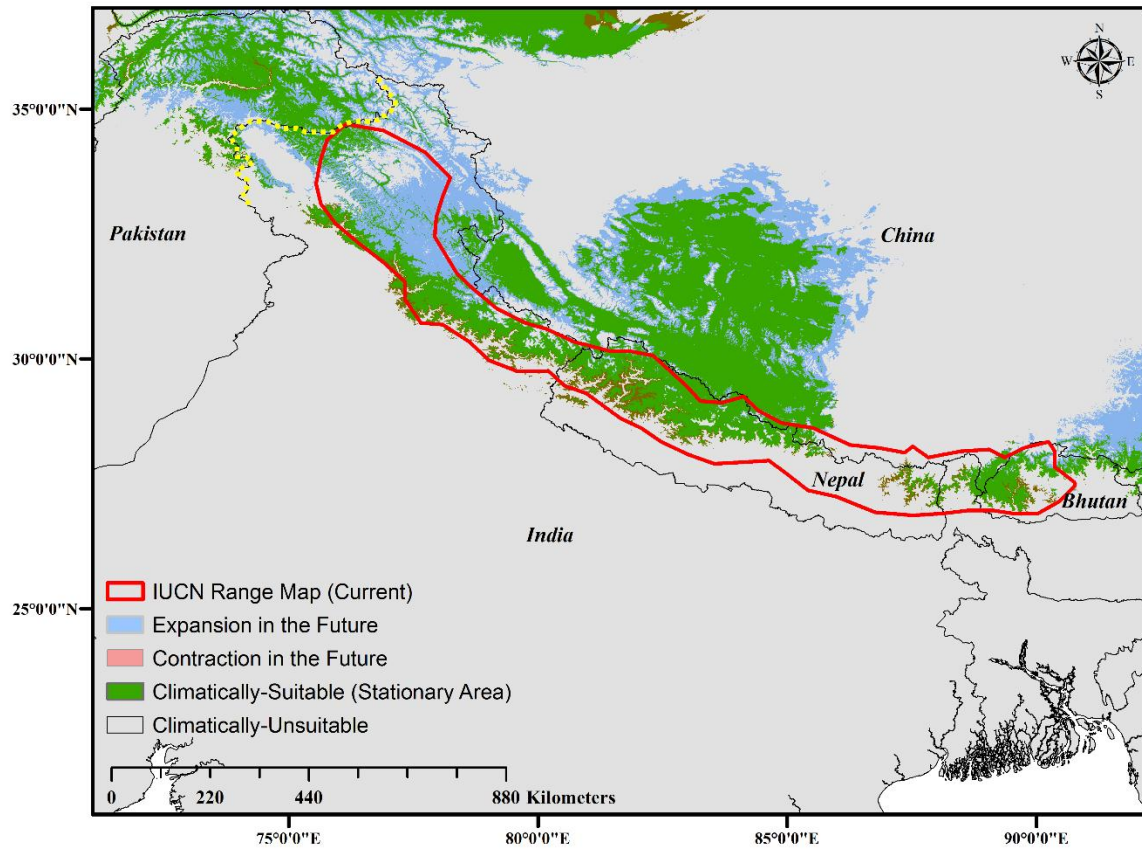 N
W E
S
35°0'0"N
Pakistan
China
30°0'0"N
Nepal
Bhutan
India
IUCN Range Map (Current)
25°0'0"N
Expansion in the Future
Contraction in the Future
Climatically-Suitable (Stationary Area)
Climatically-Unsuitable
0 220 440 880 Kilometers
75°0'0"E 80°0'0"E 85°0'0"E 90°0'0"E